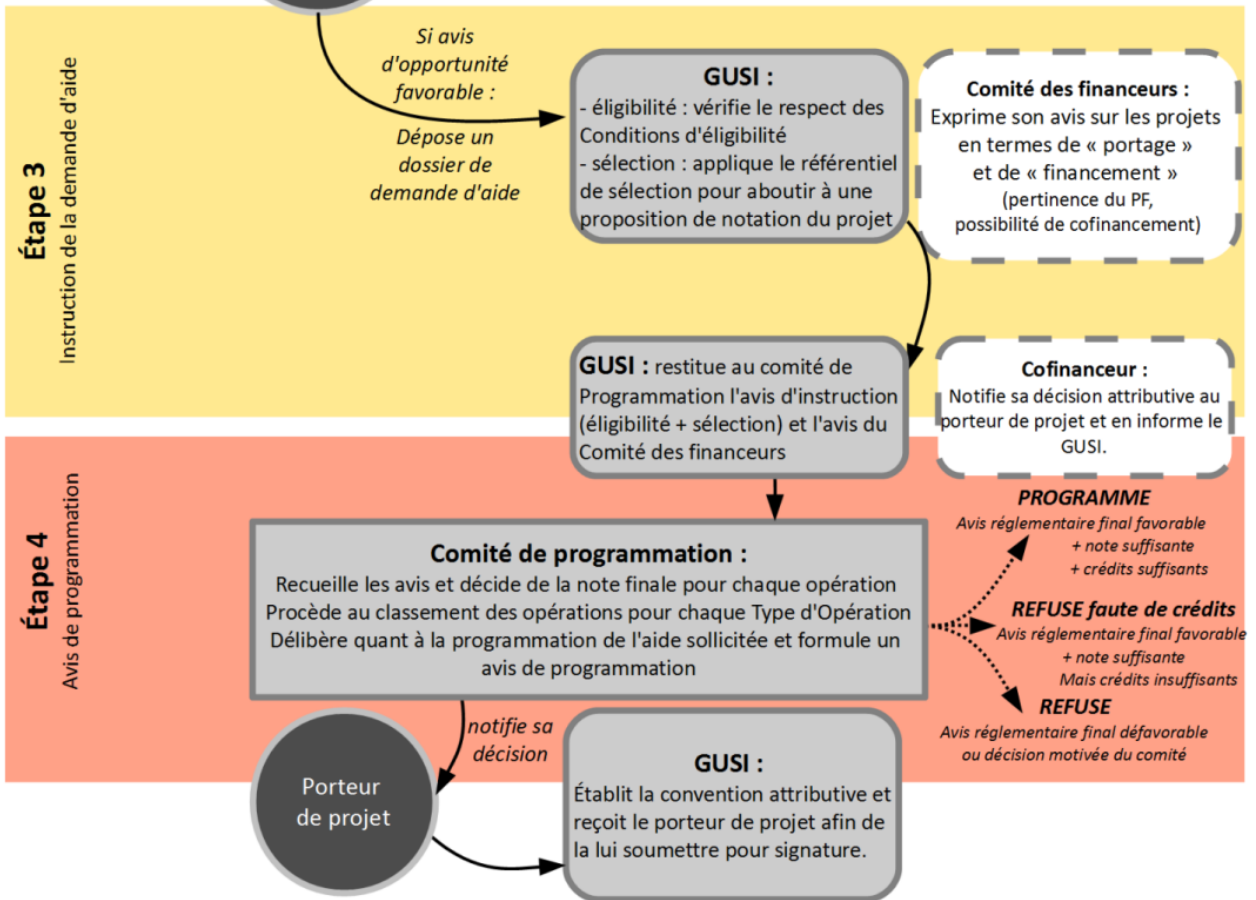 Étape 3
Instruction de la demande d'aide
Si avis
d'opportunité
favorable :
Dépose un
dossier de
demande d'aide
GUSI :
- éligibilité : vérifie le respect des
Conditions d'éligibilité
- sélection : applique le référentiel
de sélection pour aboutir à une
proposition de notation du projet
Comité des financeurs :
Exprime son avis sur les projets
en termes de « portage »
et de « financement »
(pertinence du PF,
possibilité de cofinancement)
GUSI : restitue au comité de
Programmation l'avis d'instruction
(éligibilité + sélection) et l'avis du
Comité des financeurs
Cofinanceur :
Notifie sa décision attributive au
porteur de projet et en informe le
GUSI.
Étape 4
Avis de programmation
Comité de programmation :
Recueille les avis et décide de la note finale pour chaque opération
Procède au classement des opérations pour chaque Type d'Opération
Délibère quant à la programmation de l'aide sollicitée et formule un
avis de programmation
PROGRAMME
Avis réglementaire final favorable
+ note suffisante
+ crédits suffisants
REFUSE faute de crédits
Avis réglementaire final favorable
+ note suffisante
Mais crédits insuffisants
REFUSE
Avis réglementaire final défavorable
ou décision motivée du comité
notifie sa
décision
Porteur
de projet
GUSI :
Établit la convention attributive et
reçoit le porteur de projet afin de
la lui soumettre pour signature.